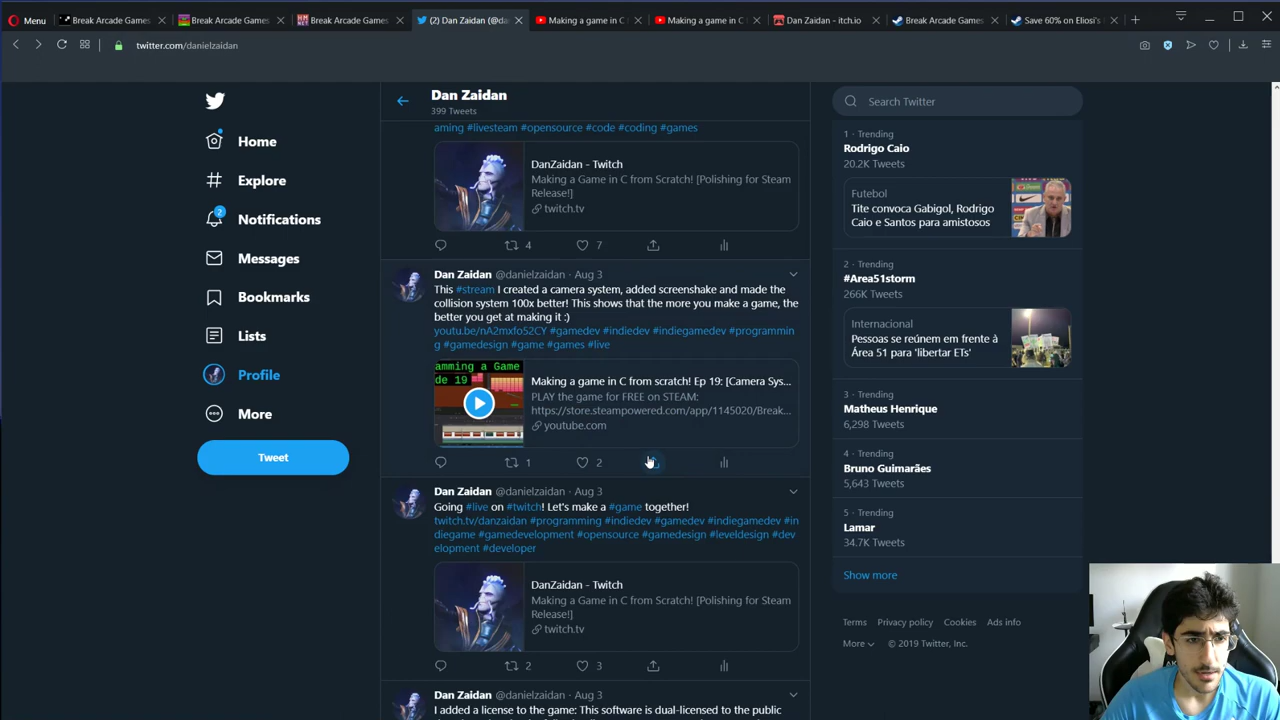 Menu
Break Arcade Games
Break Arcade Games
Break Arcade Games
(2) Dan Zaidan (@da
Making a game in C
Making a game in C
Dan Zaidan - itch.io
Break Arcade Games
Save 60% on Eliosi's
twitter.com/danielzaidan
Home
Explore
2
Notifications
Messages
Bookmarks
Lists
Profile
More
Tweet
Dan Zaidan
399 Tweets
aming #livesteam #opensource #code #coding #games
DanZaidan - Twitch
Making a Game in C from Scratch! [Polishing for Steam
Release!]
twitch.tv
4 7
Dan Zaidan @danielzaidan · Aug 3
This #stream I created a camera system, added screenshake and made the
collision system 100x better! This shows that the more you make a game, the
better you get at making it :)
youtu.be/nA2mxfo52CY #gamedev #indiedev #indiegamedev #programmin
g #gamedesign #game #games #live
amming a Game
de 19
Making a game in C from scratch! Ep 19: [Camera Sys...
PLAY the game for FREE on STEAM:
https://store.steampowered.com/app/1145020/Break...
youtube.com
1 2
Dan Zaidan @danielzaidan · Aug 3
Going #live on #twitch! Let's make a #game together!
twitch.tv/danzaidan #programming #indiedev #gamedev #indiegamedev #in
diegame #gamedevelopment #opensource #gamedesign #leveldesign #dev
elopment #developer
DanZaidan - Twitch
Making a Game in C from Scratch! [Polishing for Steam
Release!]
twitch.tv
2 3
Dan Zaidan @danielzaidan · Aug 3
I added a license to the game: This software is dual-licensed to the public
Search Twitter
1 · Trending
Rodrigo Caio
20.2K Tweets
Futebol
Tite convoca Gabigol, Rodrigo
Caio e Santos para amistosos
2 · Trending
#Area51storm
266K Tweets
Internacional
Pessoas se reúnem em frente à
Área 51 para 'libertar ETs'
3 · Trending
Matheus Henrique
6,298 Tweets
4 · Trending
Bruno Guimarães
5,643 Tweets
5 · Trending
Lamar
34.7K Tweets
Show more
Terms Privacy policy Cookies Ads info
More © 2019 Twitter, Inc.